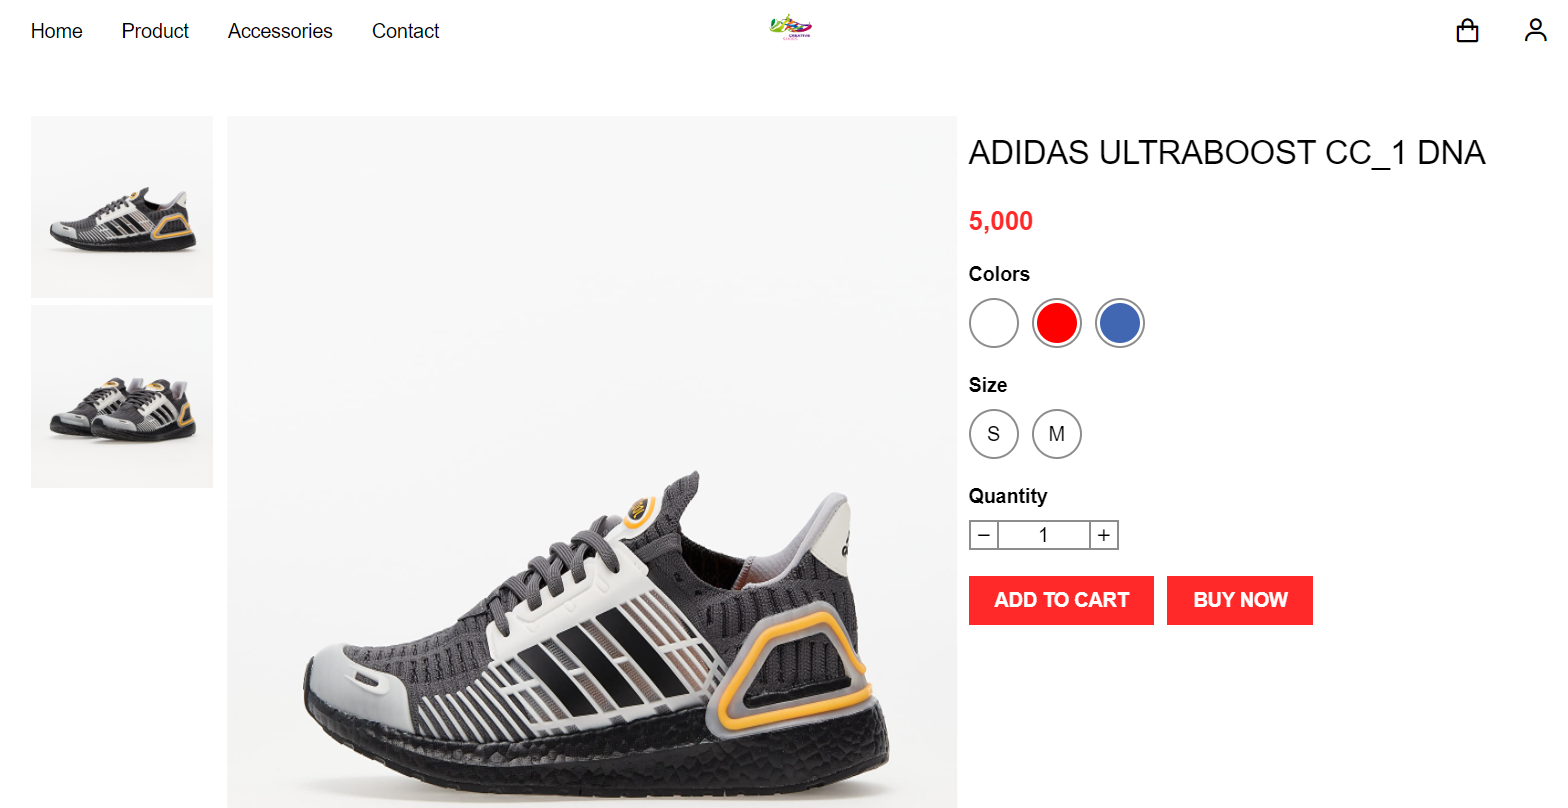 Home Product Accessories Contact
CREATIVE
ADIDAS ULTRABOOST CC_1 DNA
5,000
Colors
Size
S M
Quantity
− 1 +
ADD TO CART BUY NOW